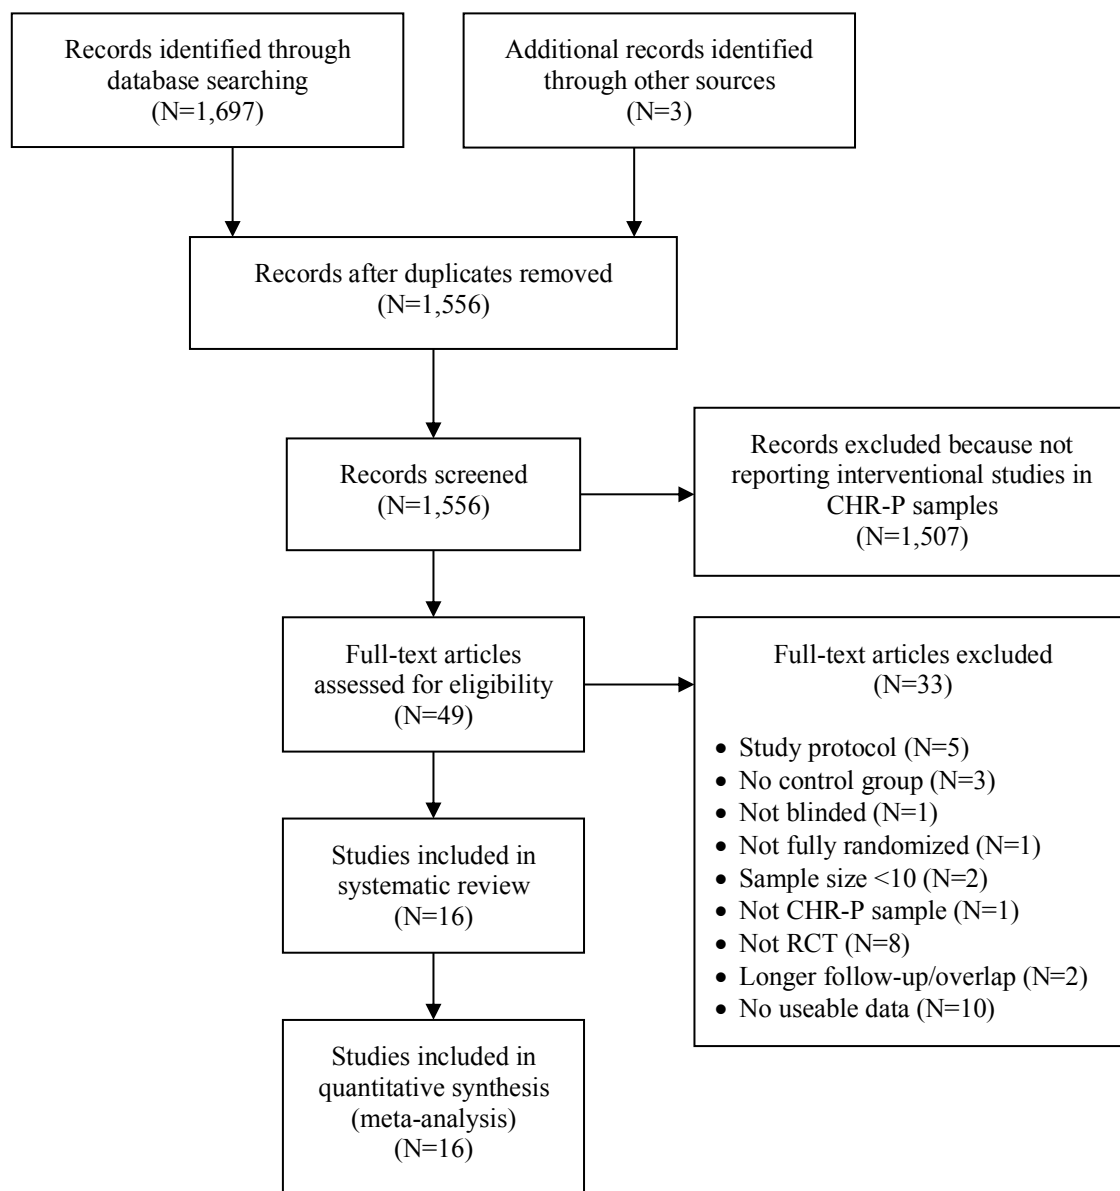 Records identified through
database searching
(N=1,697)
Additional records identified
through other sources
(N=3)
Records after duplicates removed
(N=1,556)
Records screened
(N=1,556)
Records excluded because not
reporting interventional studies in
CHR-P samples
(N=1,507)
Full-text articles
assessed for eligibility
(N=49)
Full-text articles excluded
(N=33)
• Study protocol (N=5)
• No control group (N=3)
• Not blinded (N=1)
• Not fully randomized (N=1)
• Sample size <10 (N=2)
• Not CHR-P sample (N=1)
• Not RCT (N=8)
• Longer follow-up/overlap (N=2)
• No useable data (N=10)
Studies included in
systematic review
(N=16)
Studies included in
quantitative synthesis
(meta-analysis)
(N=16)